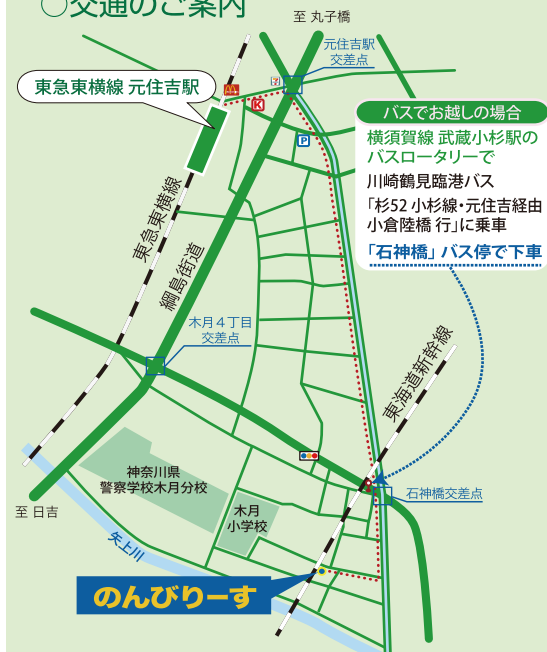 ○交通のご案内
至 丸子橋
元住吉駅
交差点
東急東横線 元住吉駅
7
M
K
P
バスでお越しの場合
横須賀線 武蔵小杉駅の
バスロータリーで
川崎鶴見臨港バス
「杉52 小杉線・元住吉経由
小倉陸橋 行」に乗車
「石神橋」バス停で下車
東急東横線
綱島街道
木月4丁目
交差点
東海道新幹線
神奈川県
警察学校木月分校
木月
小学校
石神橋交差点
至 日吉
矢上川
のんびりーす